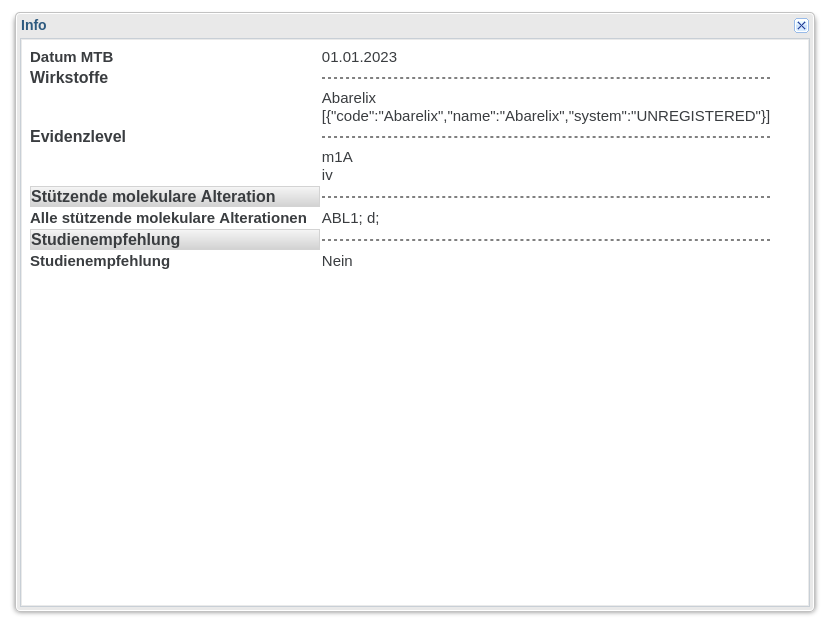 Info
Datum MTB 01.01.2023
Wirkstoffe
Abarelix
[{"code":"Abarelix","name":"Abarelix","system":"UNREGISTERED"}]
Evidenzlevel
m1A
iv
Stützende molekulare Alteration
Alle stützende molekulare Alterationen ABL1; d;
Studienempfehlung
Studienempfehlung Nein